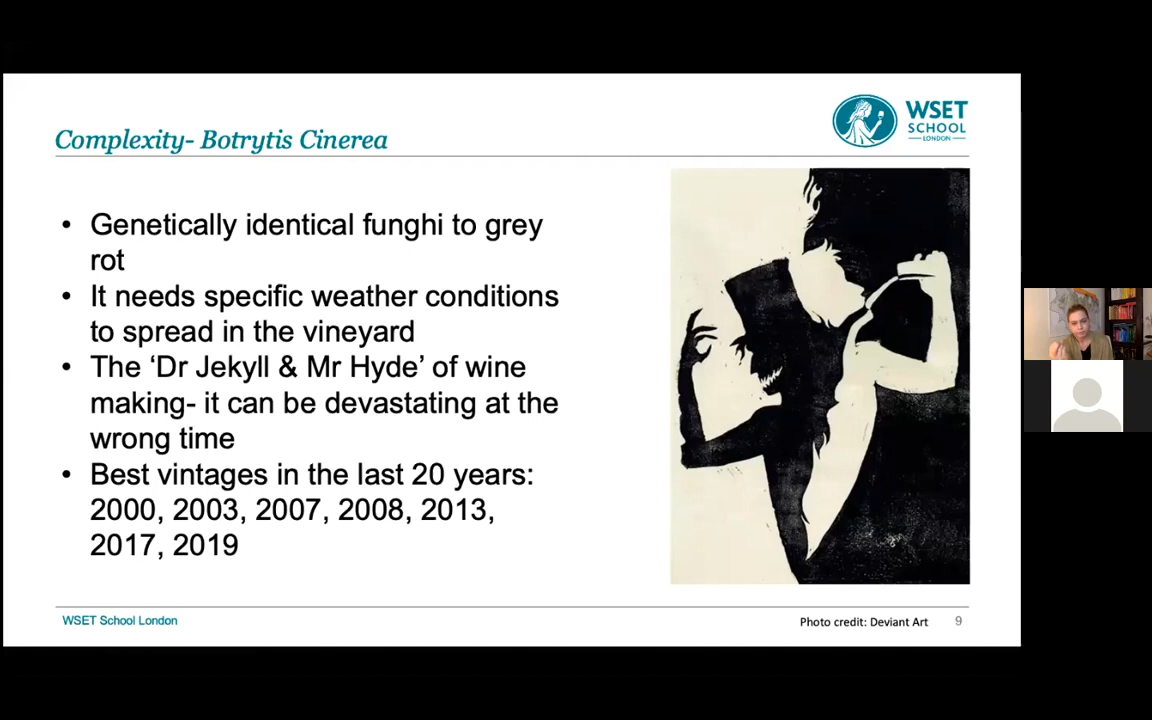 Complexity- Botrytis Cinerea
WSET
SCHOOL
LONDON
• Genetically identical funghi to grey
rot
• It needs specific weather conditions
to spread in the vineyard
• The ‘Dr Jekyll & Mr Hyde’ of wine
making- it can be devastating at the
wrong time
• Best vintages in the last 20 years:
2000, 2003, 2007, 2008, 2013,
2017, 2019
WSET School London
Photo credit: Deviant Art
9